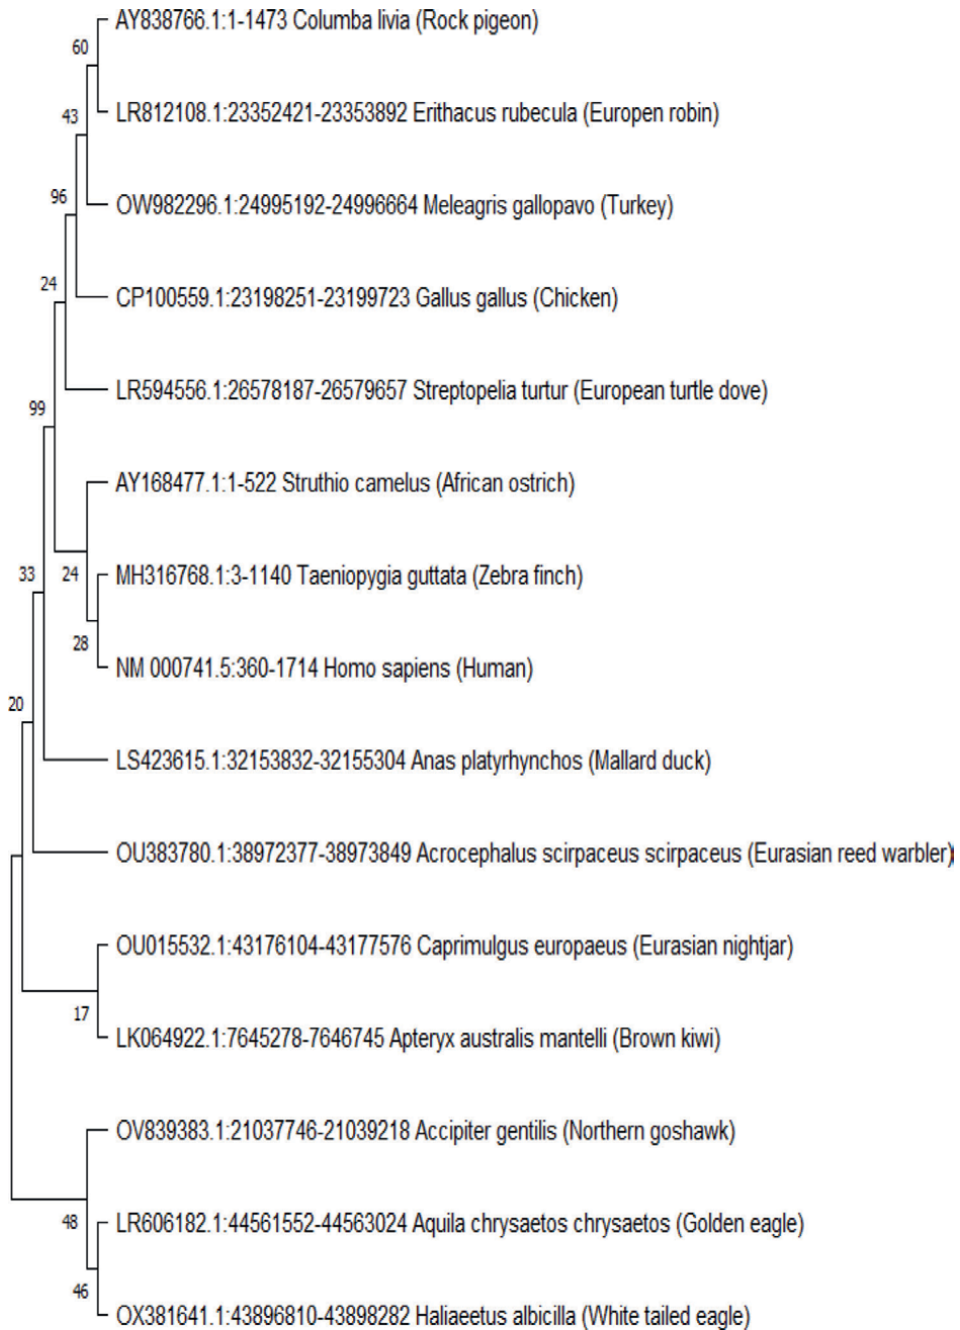 AY838766.1:1-1473 Columba livia (Rock pigeon)
60
LR812108.1:23352421-23353892 Erithacus rubecula (Europen robin)
43
OW982296.1:24995192-24996664 Meleagris gallopavo (Turkey)
96
CP100559.1:23198251-23199723 Gallus gallus (Chicken)
24
LR594556.1:26578187-26579657 Streptopelia turtur (European turtle dove)
99
AY168477.1:1-522 Struthio camelus (African ostrich)
33
24
MH316768.1:3-1140 Taeniopygia guttata (Zebra finch)
28
NM 000741.5:360-1714 Homo sapiens (Human)
20
LS423615.1:32153832-32155304 Anas platyrhynchos (Mallard duck)
OU383780.1:38972377-38973849 Acrocephalus scirpaceus scirpaceus (Eurasian reed warbler)
OU015532.1:43176104-43177576 Caprimulgus europaeus (Eurasian nightjar)
17
LK064922.1:7645278-7646745 Apteryx australis mantelli (Brown kiwi)
OV839383.1:21037746-21039218 Accipiter gentilis (Northern goshawk)
48
LR606182.1:44561552-44563024 Aquila chrysaetos chrysaetos (Golden eagle)
46
OX381641.1:43896810-43898282 Haliaeetus albicilla (White tailed eagle)